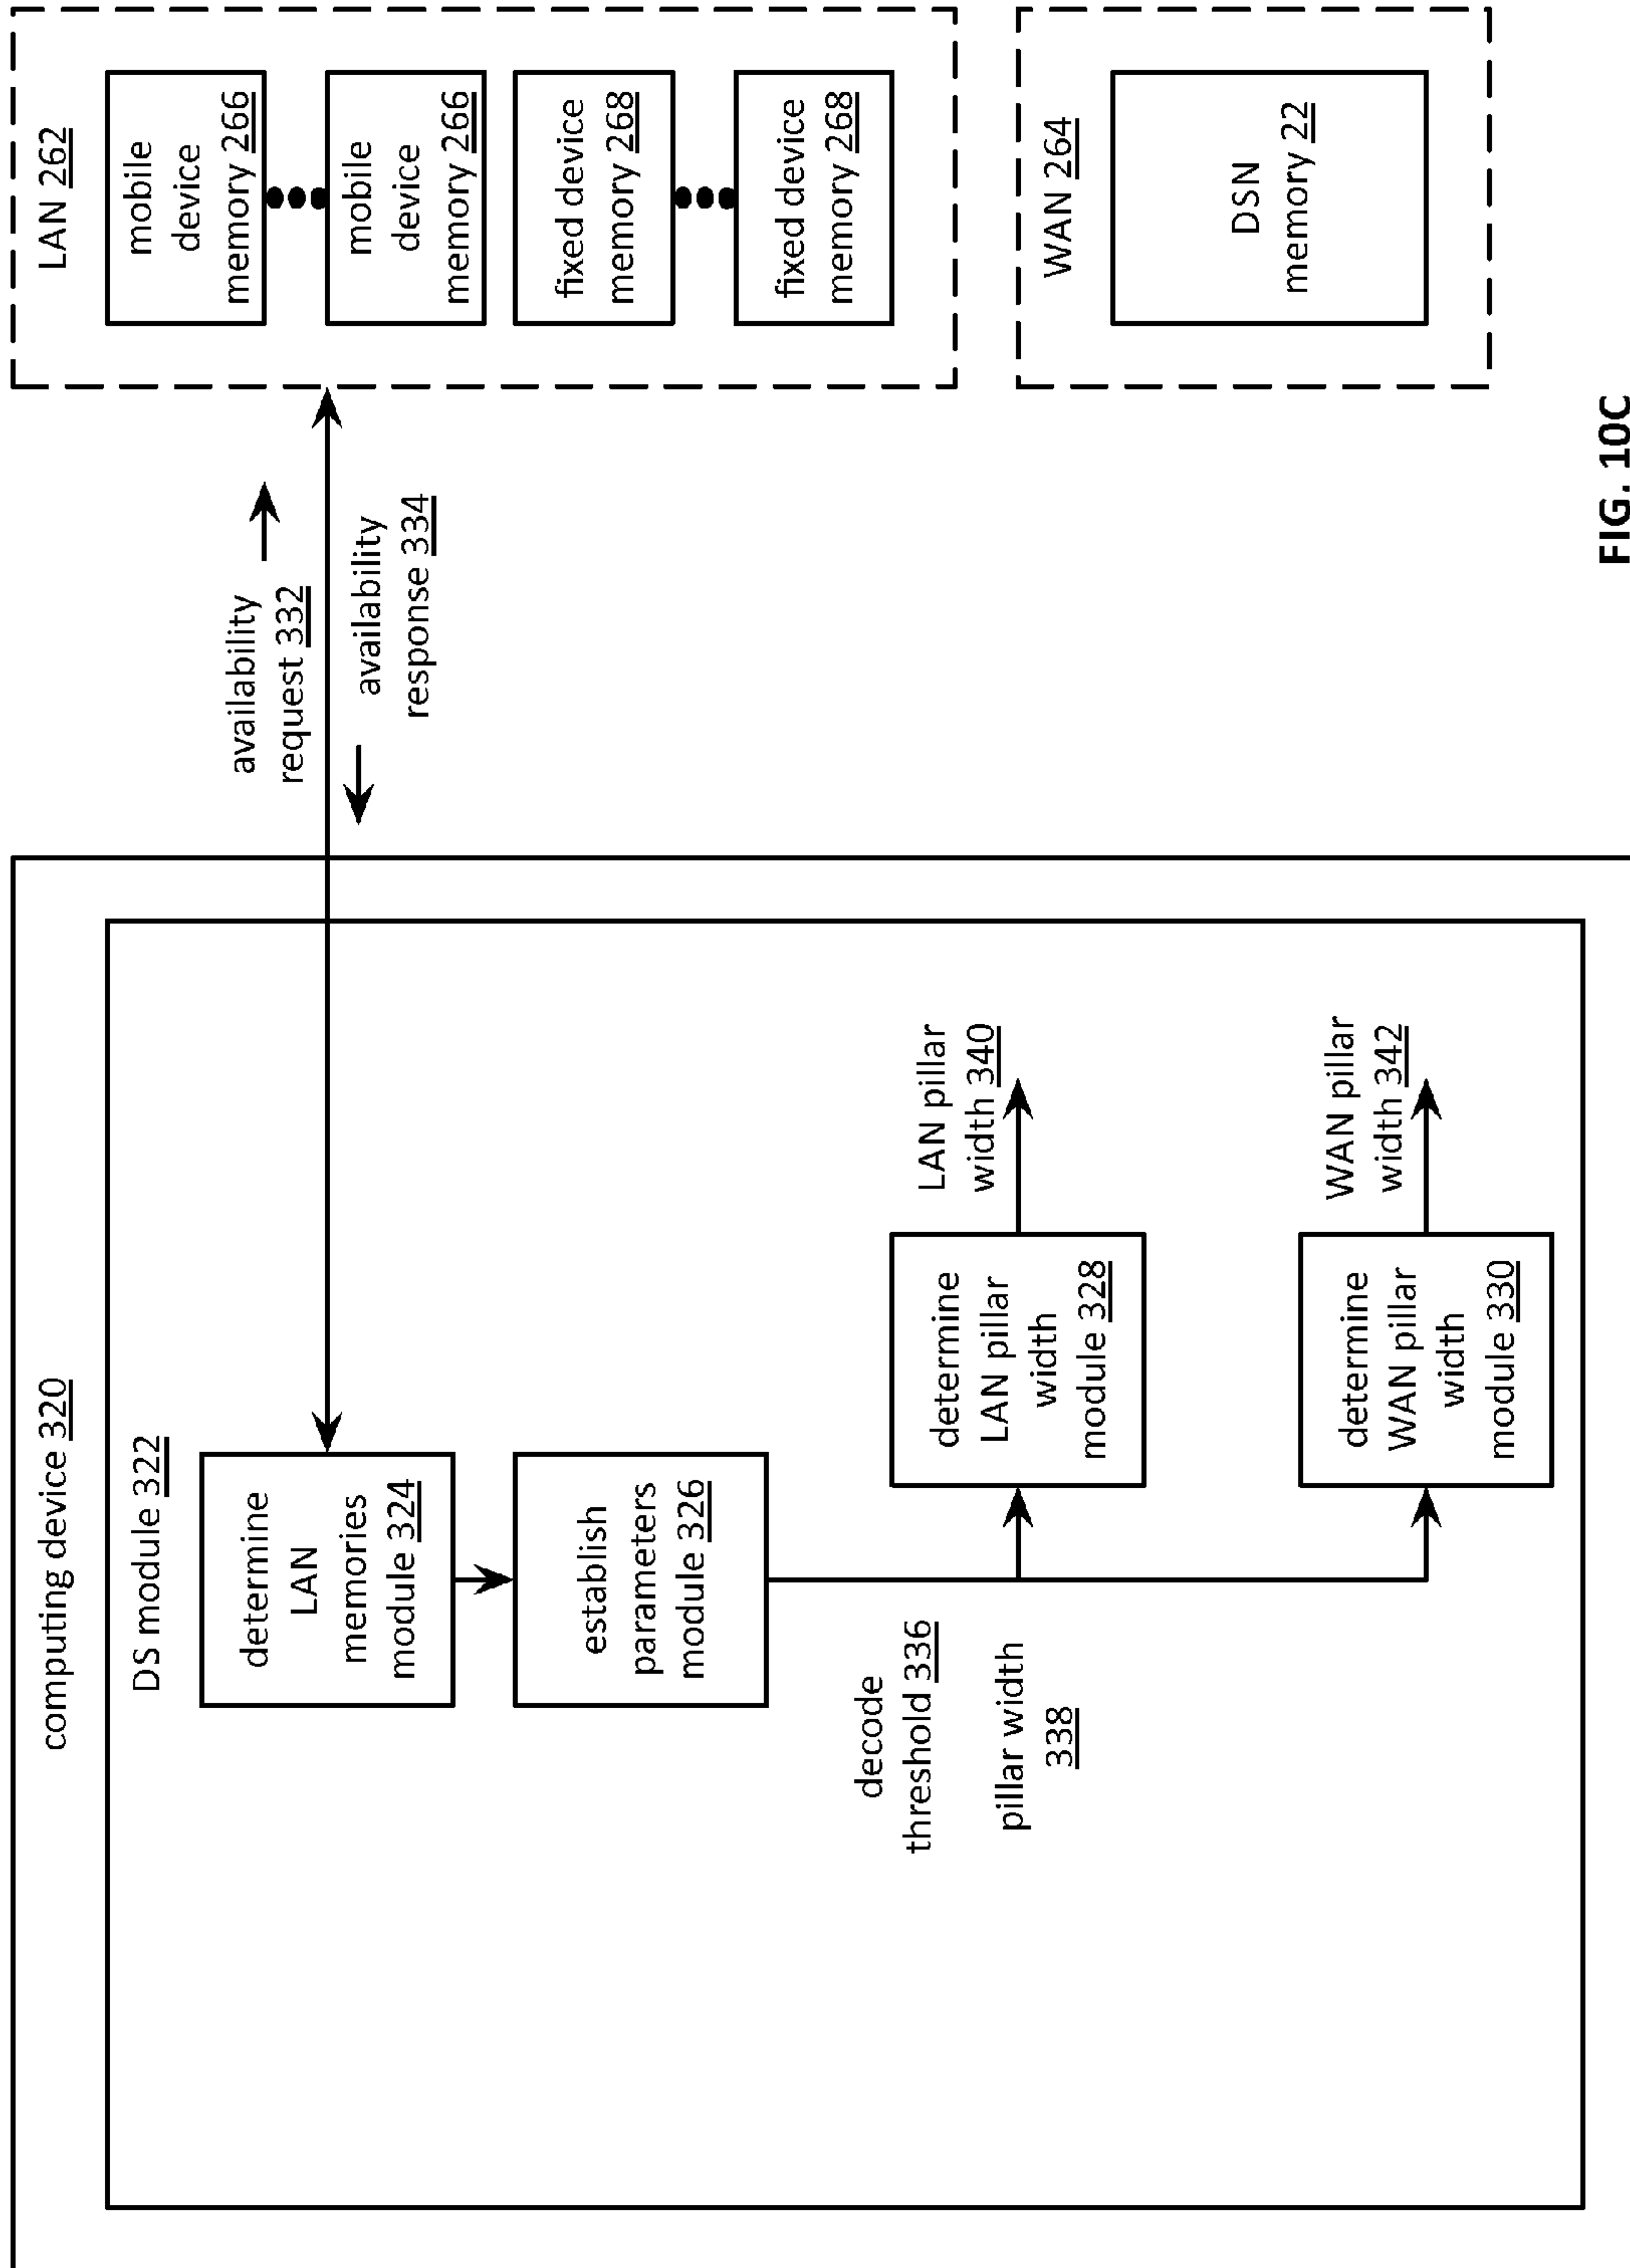 computing device 320
DS module 322
determine
LAN
memories
module 324
establish
parameters
module 326
decode
threshold 336
pillar width
338
determine
LAN pillar
width
module 328
LAN pillar
width 340
determine
WAN pillar
width
module 330
WAN pillar
width 342
availability
request 332
availability
response 334
LAN 262
mobile
device
memory 266
mobile
device
memory 266
fixed device
memory 268
fixed device
memory 268
WAN 264
DSN
memory 22
FIG. 10C